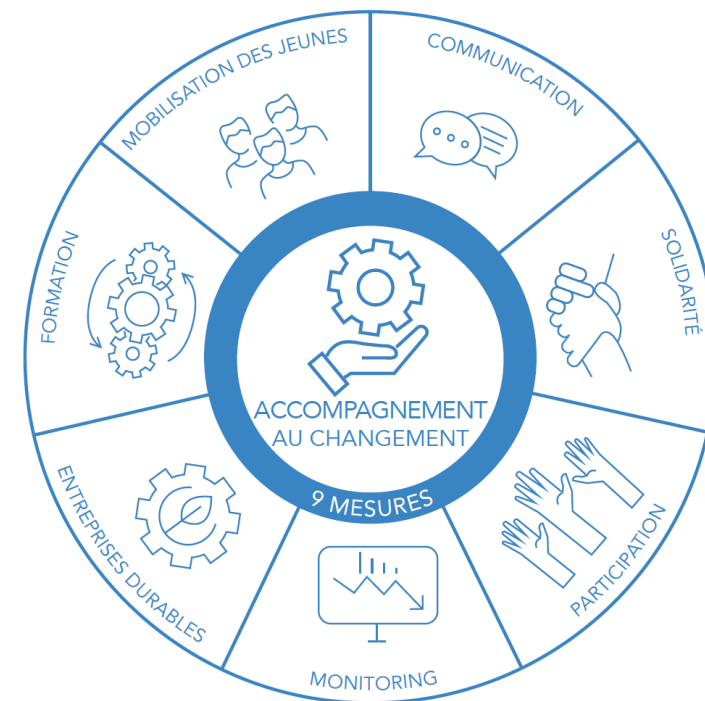 MOBILISATION DES JEUNES
COMMUNICATION
SOLIDARITÉ
PARTICIPATION
MONITORING
ENTREPRISES DURABLES
FORMATION
ACCOMPAGNEMENT
AU CHANGEMENT
9 MESURES